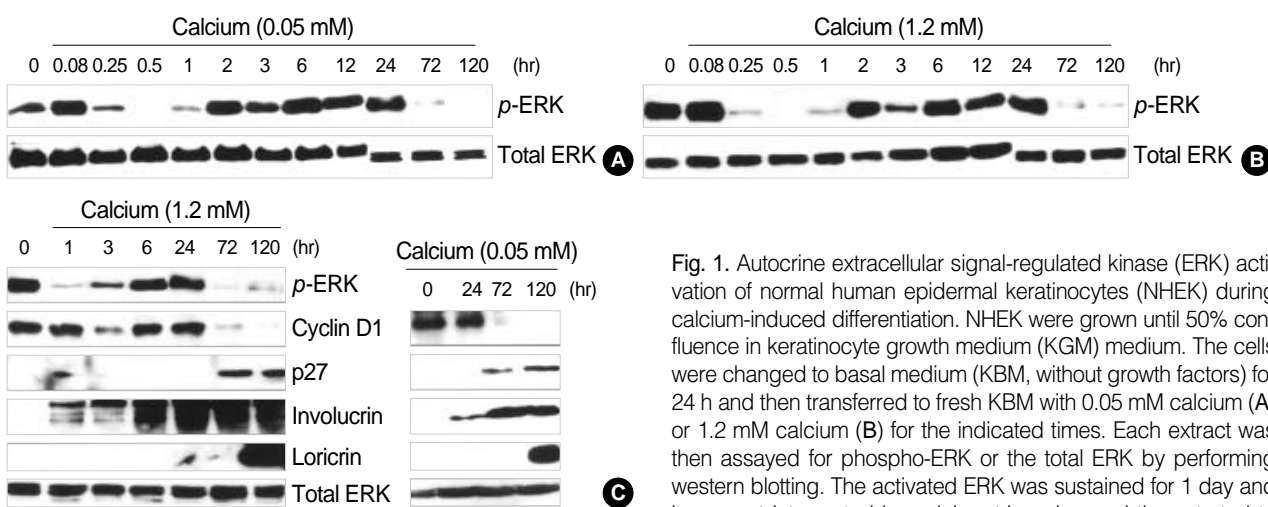 Calcium (0.05 mM)
0 0.08 0.25 0.5 1 2 3 6 12 24 72 120 (hr)
p-ERK
Total ERK A
Calcium (1.2 mM)
0 0.08 0.25 0.5 1 2 3 6 12 24 72 120 (hr)
p-ERK
Total ERK B
Calcium (1.2 mM)
0 1 3 6 24 72 120 (hr)
p-ERK
Cyclin D1
p27
Involucrin
Loricrin
Total ERK
Calcium (0.05 mM)
0 24 72 120 (hr)
C
Fig. 1. Autocrine extracellular signal-regulated kinase (ERK) acti
vation of normal human epidermal keratinocytes (NHEK) during
calcium-induced differentiation. NHEK were grown until 50% con
fluence in keratinocyte growth medium (KGM) medium. The cells
were changed to basal medium (KBM, without growth factors) fo
24 h and then transferred to fresh KBM with 0.05 mM calcium (A
or 1.2 mM calcium (B) for the indicated times. Each extract was
then assayed for phospho-ERK or the total ERK by performing
western blotting. The activated ERK was sustained for 1 day and